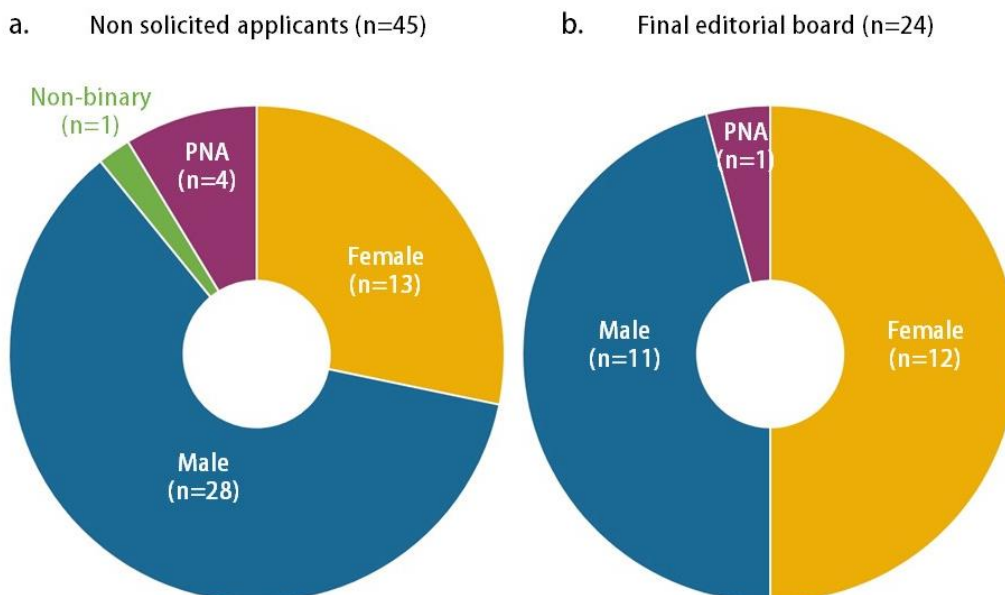 a. Non solicited applicants (n=45)
Non-binary
(n=1)
PNA
(n=4)
Female
(n=13)
Male
(n=28)
b. Final editorial board (n=24)
PNA
(n=1)
Male
(n=11)
Female
(n=12)